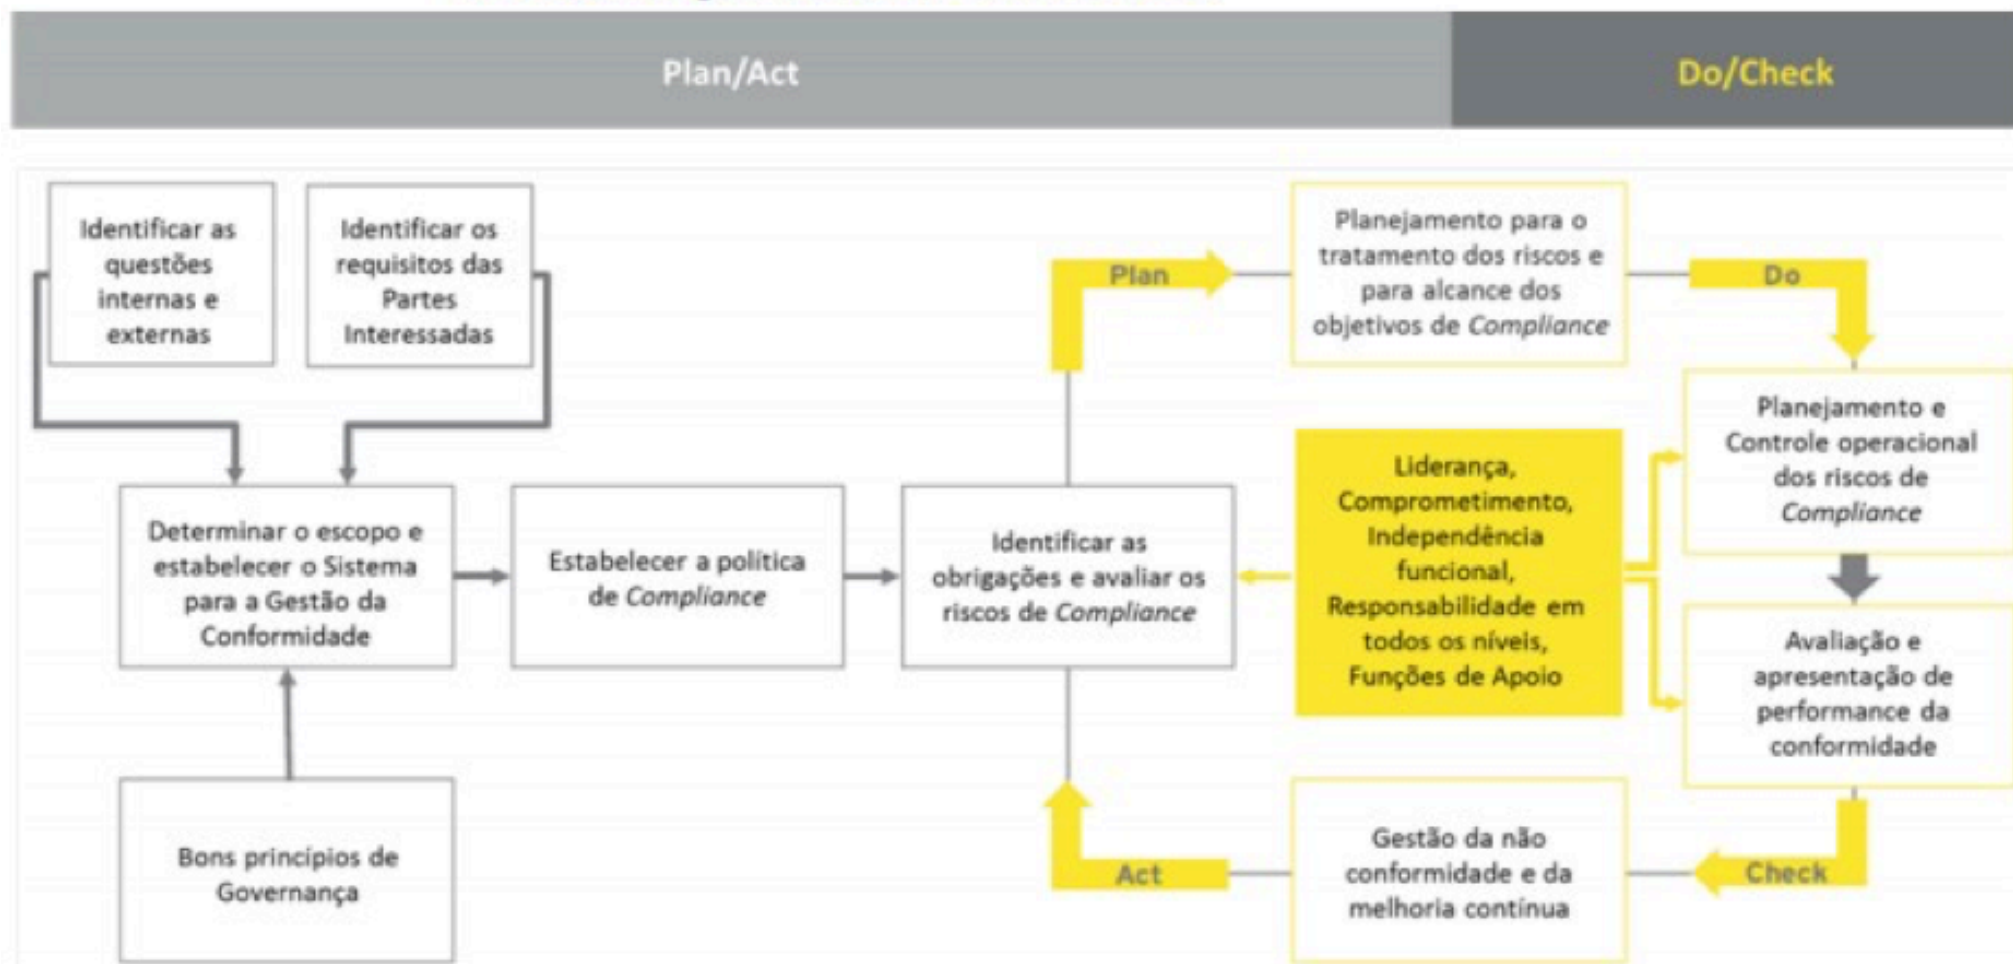 Plan/Act
Do/Check
Identificar as
questões
internas e
externas
Identificar os
requisitos das
Partes
Interessadas
Plan
Planejamento para o
tratamento dos riscos e
para alcance dos
objetivos de Compliance
Do
Determinar o escopo e
estabelecer o Sistema
para a Gestão da
Conformidade
Estabelecer a política
de Compliance
Identificar as
obrigações e avaliar os
riscos de Compliance
Liderança,
Comprometimento,
Independência
funcional,
Responsabilidade em
todos os níveis,
Funções de Apoio
Planejamento e
Controle operacional
dos riscos de
Compliance
Avaliação e
apresentação de
performance da
conformidade
Bons princípios de
Governança
Act
Gestão da não
conformidade e da
melhoria contínua
Check